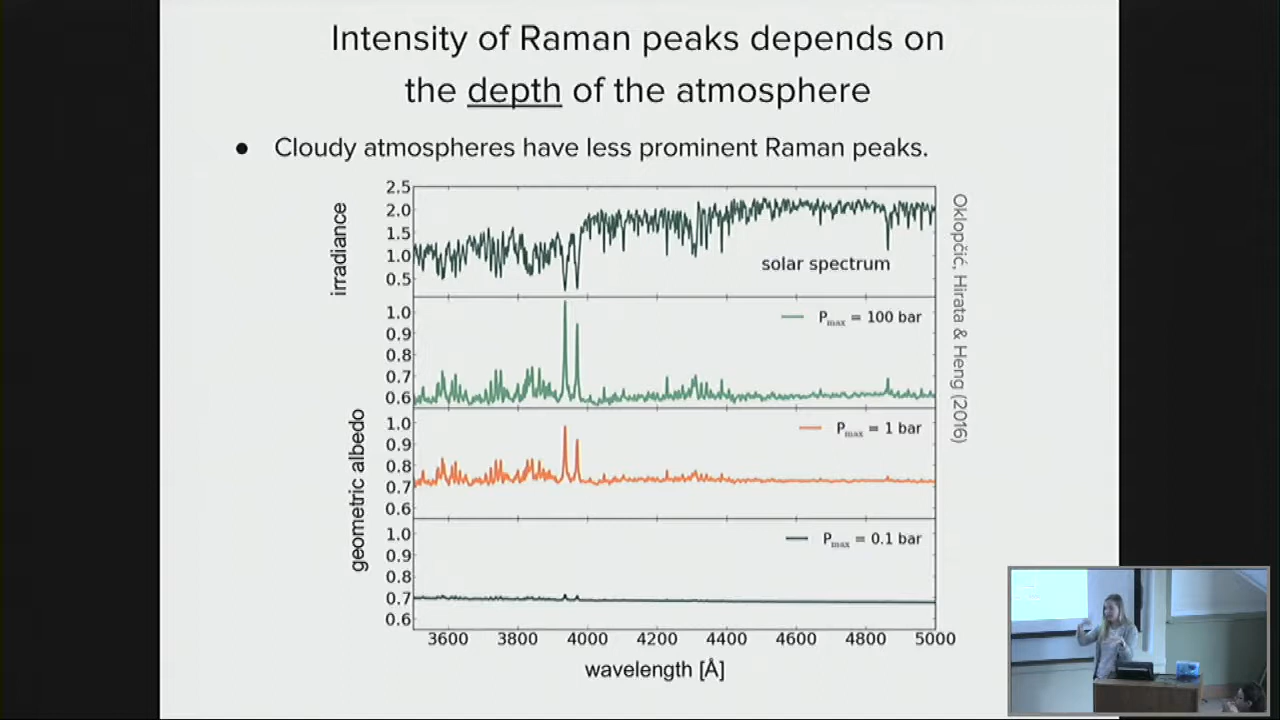 Intensity of Raman peaks depends on
the depth of the atmosphere
● Cloudy atmospheres have less prominent Raman peaks.
irradiance
2.5
2.0
1.5
1.0
0.5
solar spectrum
Oklopčić, Hirata & Heng (2016)
geometric albedo
1.0
0.9
0.8
0.7
0.6
Pmax = 100 bar
1.0
0.9
0.8
0.7
0.6
Pmax = 1 bar
1.0
0.9
0.8
0.7
0.6
Pmax = 0.1 bar
3600 3800 4000 4200 4400 4600 4800 5000
wavelength [Å]